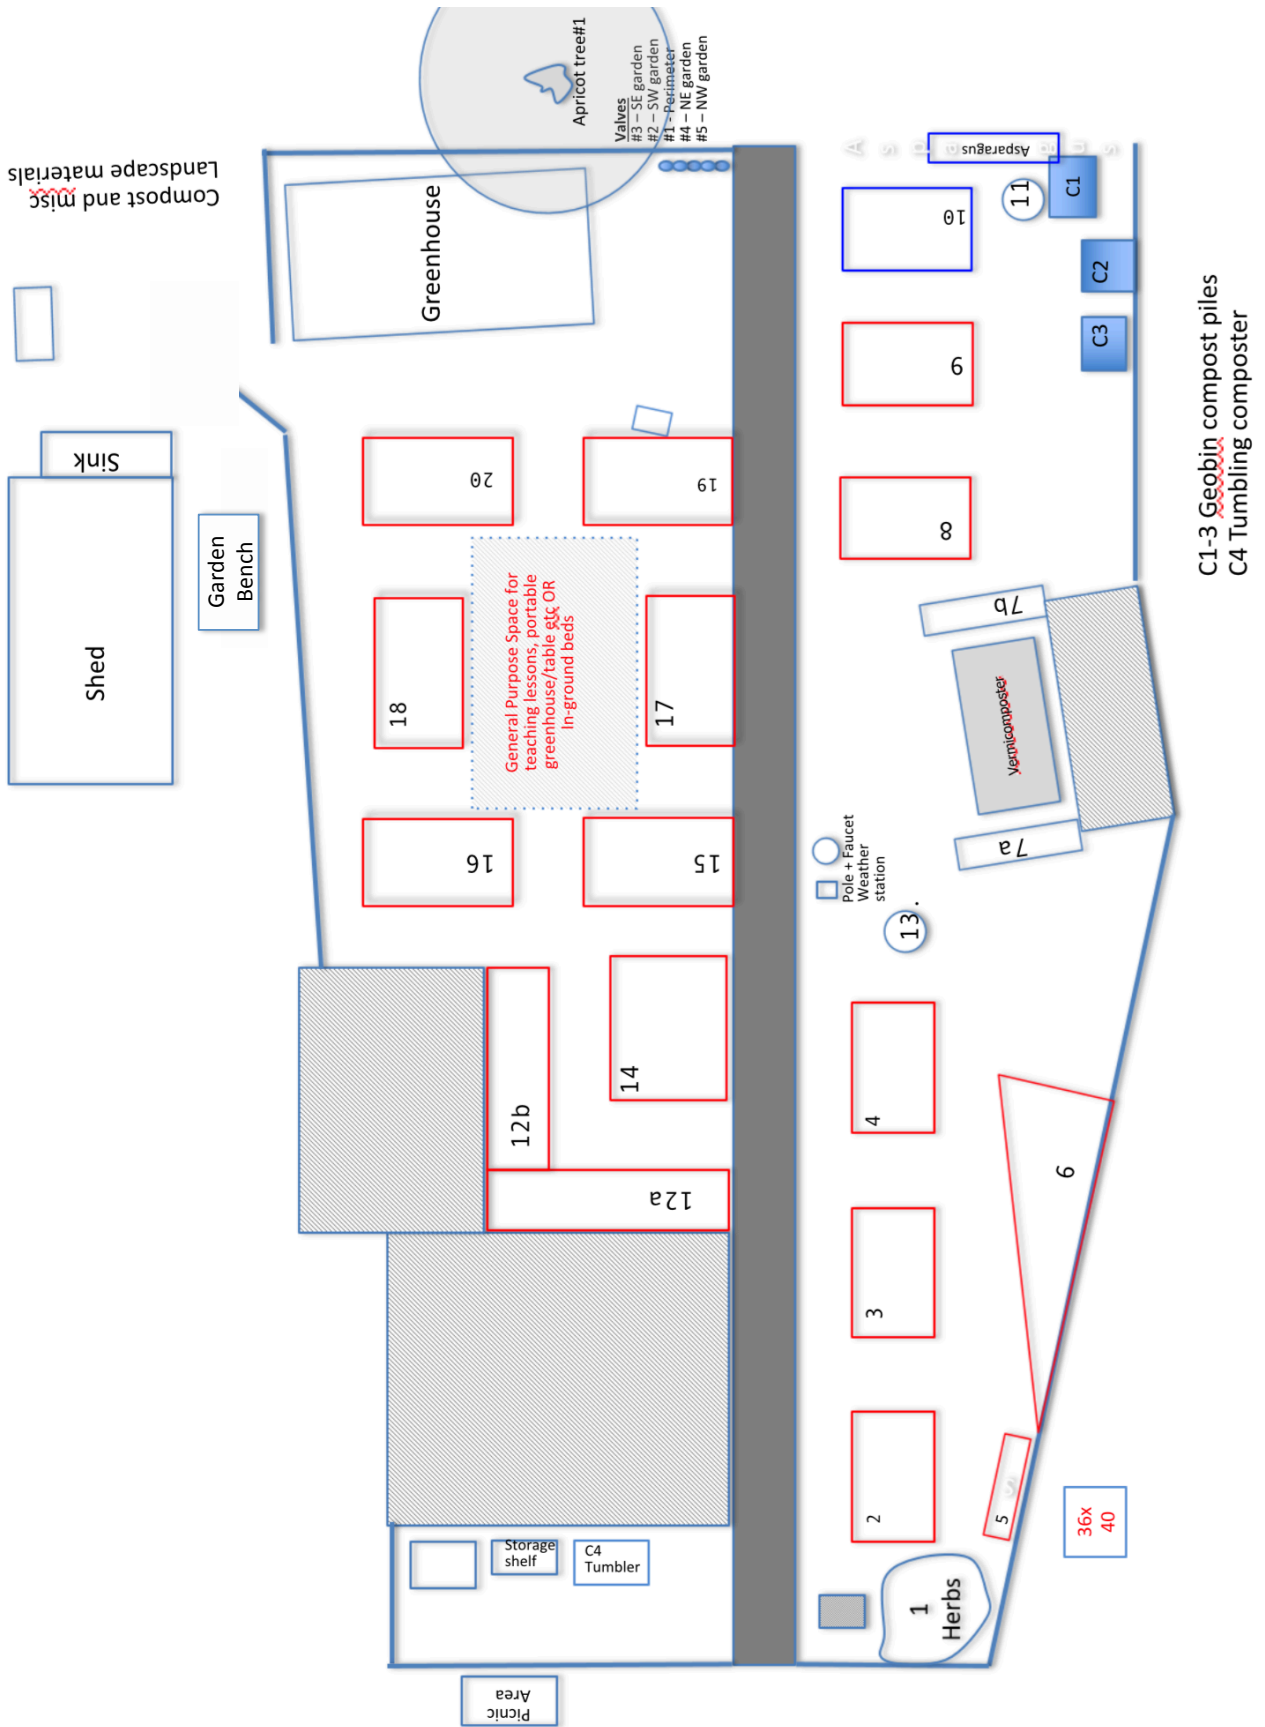 Apricot tree#1
Valves
#3 – SE garden
#2 – SW garden
#1 - Perimeter
#4 – NE garden
#5 – NW garden
Compost and misc
Landscape materials
Greenhouse
Asparagus
Asparagus
10
11
C1
C2
C3
9
8
C1-3 Geobin compost piles
C4 Tumbling composter
Sink
Shed
Garden
Bench
20
19
General Purpose Space for
teaching lessons, portable
greenhouse/table etc OR
In-ground beds
18
17
16
15
7b
Vermicomposter
7a
Pole + Faucet
Weather
station
13.
14
12b
12a
4
3
2
6
5
5
36x
40
1
Herbs
Storage
shelf
C4
Tumbler
Picnic
Area